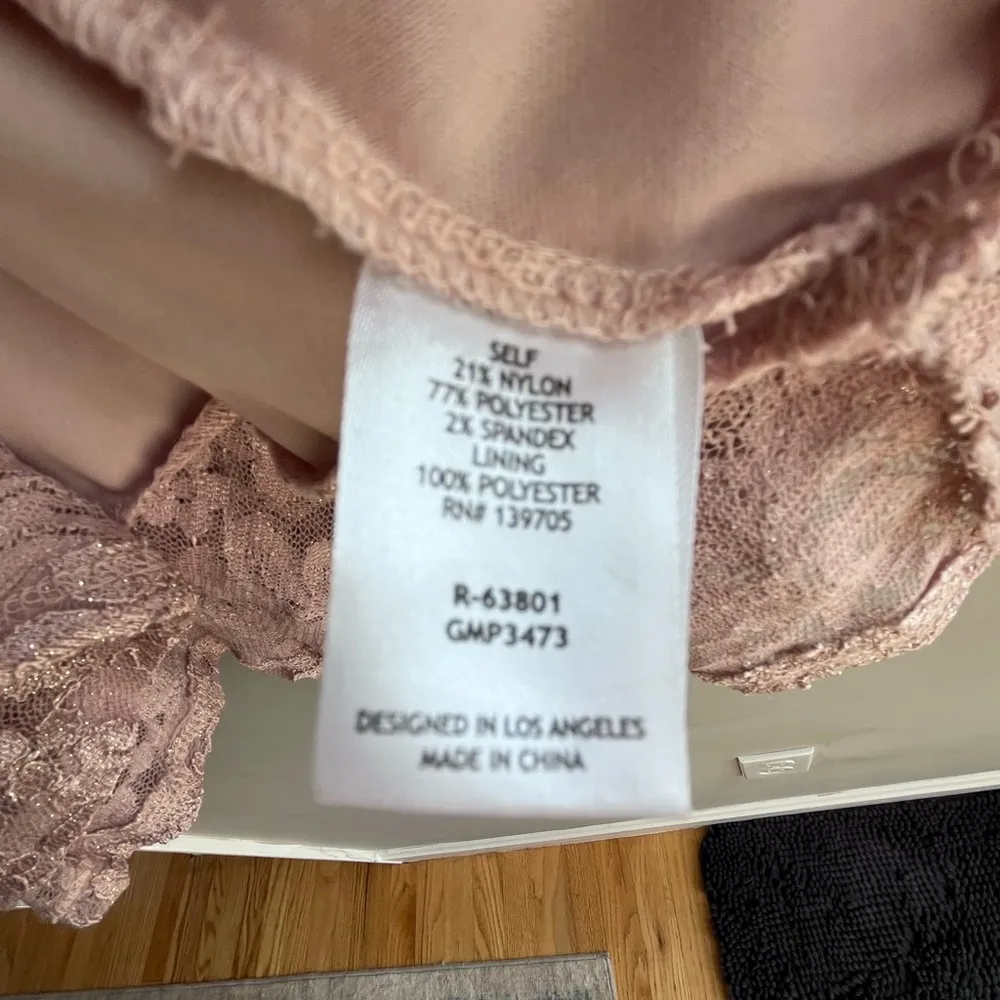 SELF
21% NYLON
77% POLYESTER
2% SPANDEX
LINING
100% POLYESTER
RN# 139705
R-63801
GMP3473
DESIGNED IN LOS ANGELES
MADE IN CHINA